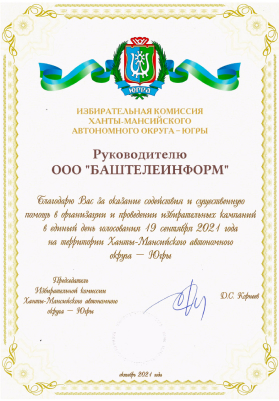 ЮГРА
ИЗБИРАТЕЛЬНАЯ КОМИССИЯ
ХАНТЫ-МАНСИЙСКОГО
АВТОНОМНОГО ОКРУГА – ЮГРЫ
Руководителю
ООО "БАШТЕЛЕИНФОРМ"
Благодарю Вас за оказание содействия и существенную
помощь в организации и проведении избирательных кампаний
в единый день голосования 19 сентября 2021 года
на территории Ханты-Мансийского автономного
округа — Югры
Председатель
Избирательной комиссии
Ханты-Мансийского автономного
округа — Югры
Д.С. Корнеев
октябрь 2021 года